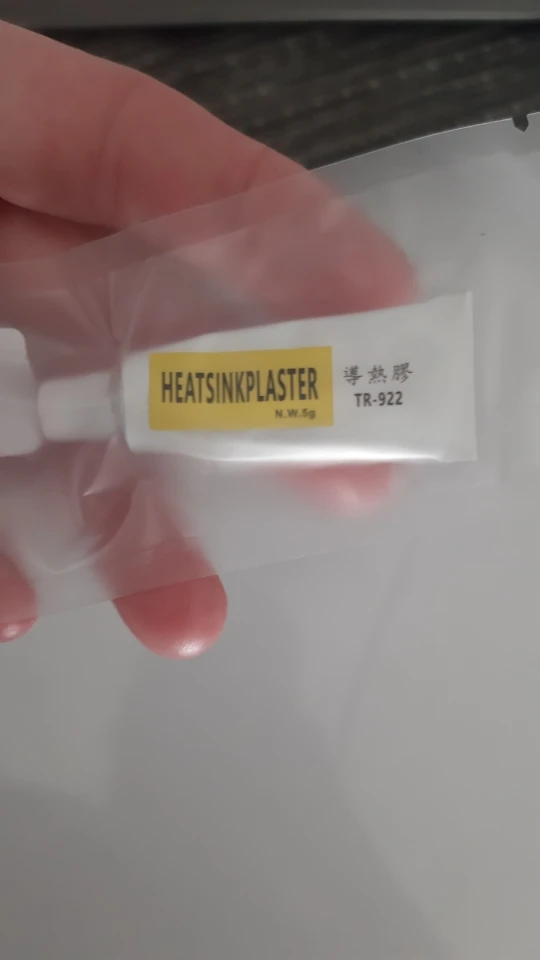 HEATSINKPLASTER
N.W.5g
導熱膠
TR-922